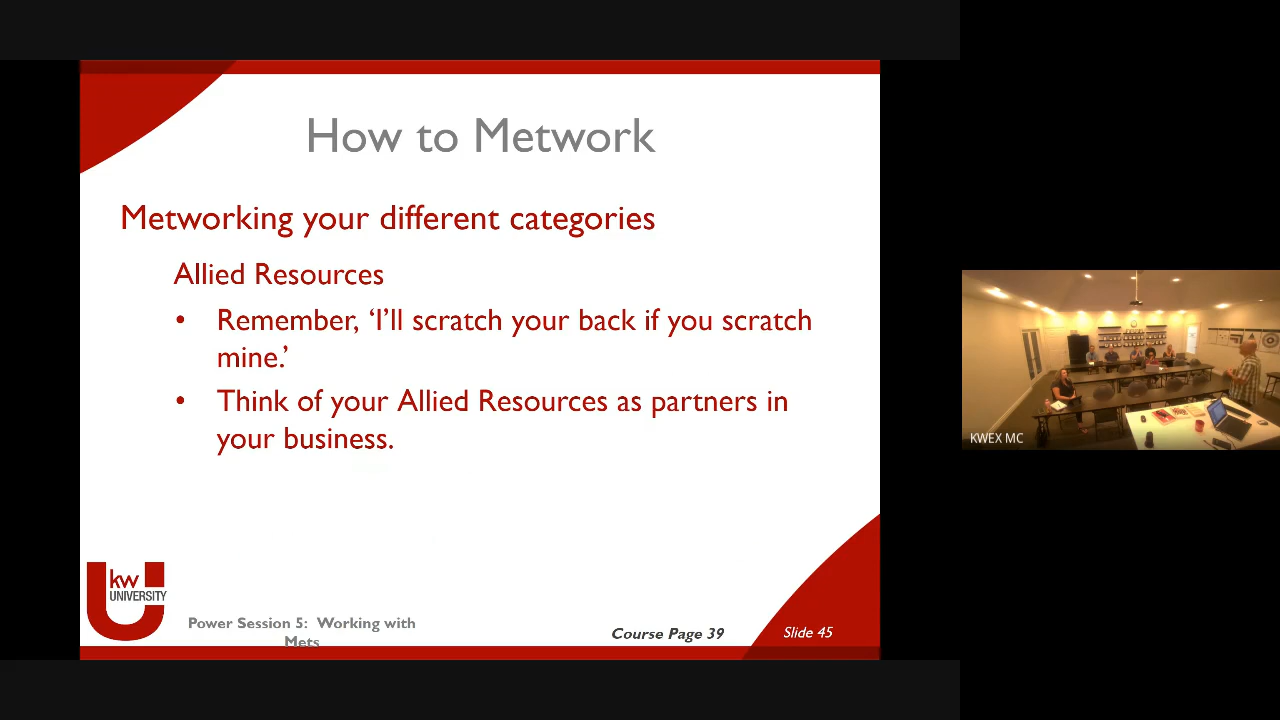 How to Metwork
Metworking your different categories
Allied Resources
• Remember, ‘I’ll scratch your back if you scratch
mine.’
• Think of your Allied Resources as partners in
your business.
kw
UNIVERSITY
Power Session 5: Working with
Mets
Course Page 39
Slide 45
KWEX MC